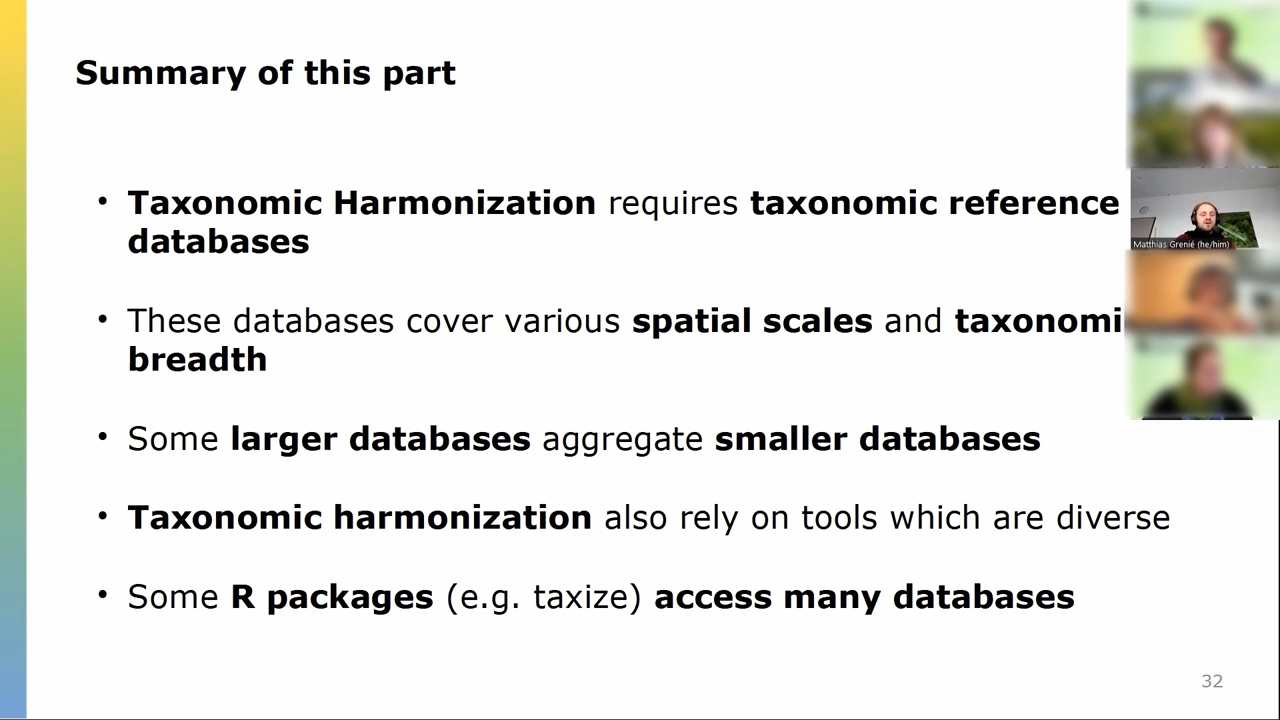 Summary of this part
• Taxonomic Harmonization requires taxonomic reference
databases
Matthias Grenié (he/him)
• These databases cover various spatial scales and taxonomi
breadth
• Some larger databases aggregate smaller databases
• Taxonomic harmonization also rely on tools which are diverse
• Some R packages (e.g. taxize) access many databases
32